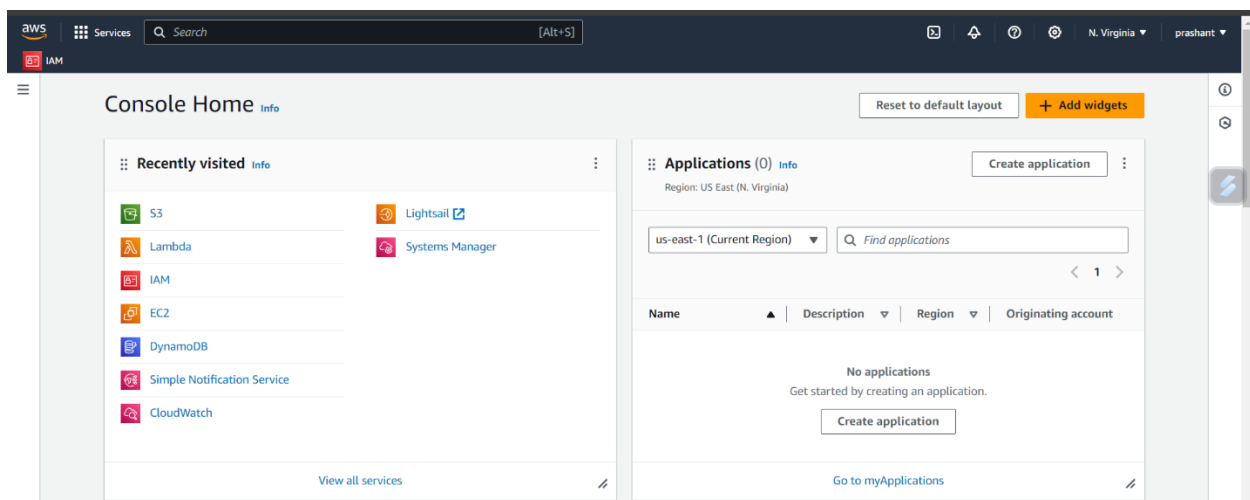 aws Services Search [Alt+S] N. Virginia prashant
IAM
Console Home Info
Reset to default layout
+ Add widgets
Recently visited Info
S3
Lambda
IAM
EC2
DynamoDB
Simple Notification Service
CloudWatch
Lightsail
Systems Manager
View all services
Applications (0) Info
Create application
Region: US East (N. Virginia)
us-east-1 (Current Region)
Find applications
1
Name Description Region Originating account
No applications
Get started by creating an application.
Create application
Go to myApplications